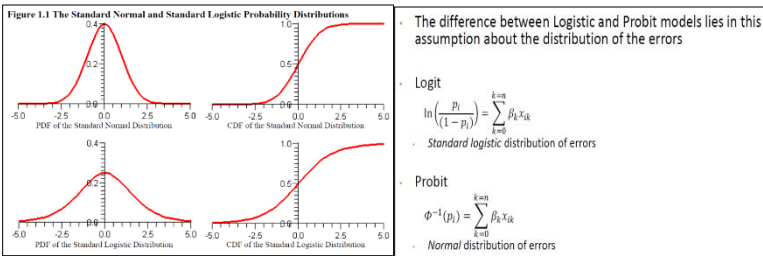 Figure 1.1 The Standard Normal and Standard Logistic Probability Distributions
0.4
0.2
0.0
-5.0 -2.5 0.0 2.5 5.0
PDF of the Standard Normal Distribution
1.0
0.5
0.0
-5.0 -2.5 0.0 2.5 5.0
CDF of the Standard Normal Distribution
0.4
0.2
0.0
-5.0 -2.5 0.0 2.5 5.0
PDF of the Standard Logistic Distribution
1.0
0.5
0.0
-5.0 -2.5 0.0 2.5 5.0
CDF of the Standard Logistic Distribution
• The difference between Logistic and Probit models lies in this
assumption about the distribution of the errors
• Logit
ln(p_i / (1 − p_i)) = ∑_{k=0}^{k=n} β_k x_{ik}
• Standard logistic distribution of errors
• Probit
Φ^{-1}(p_i) = ∑_{k=0}^{k=n} β_k x_{ik}
• Normal distribution of errors